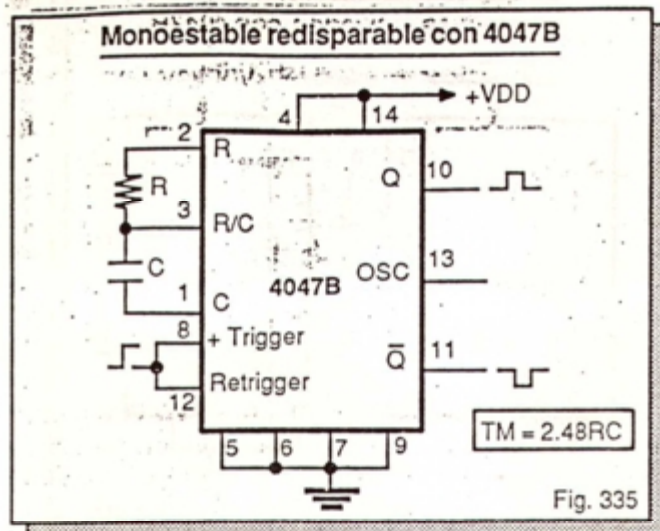 Monoestable redisparable con 4047B
+VDD
4 14
2 R
R
3 R/C
C
1 C
8 + Trigger
Retrigger
12
4047B
Q 10
OSC 13
Q̅ 11
5 6 7 9
TM = 2.48RC
Fig. 335